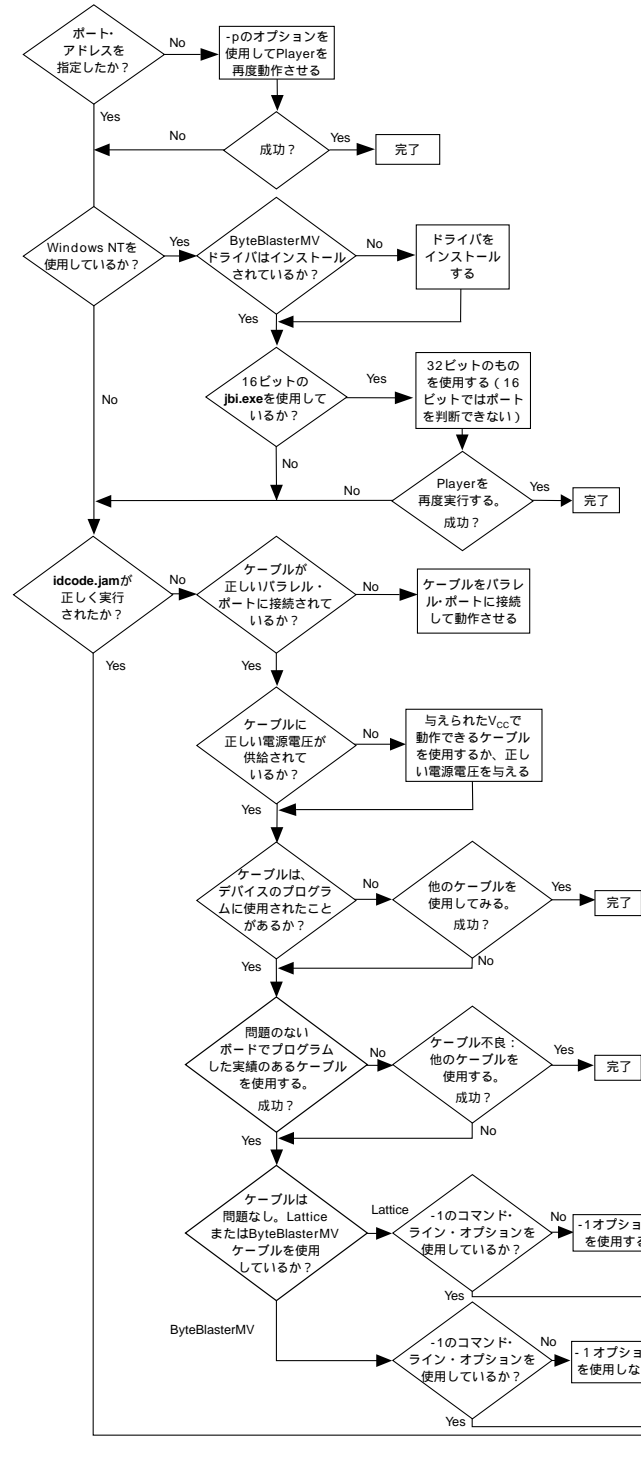 ポート・
アドレスを
指定したか？
No
-pのオプションを
使用してPlayerを
再度動作させる
Yes
No
成功？
Yes
完了
Windows NTを
使用しているか？
Yes
ByteBlasterMV
ドライバはインストール
されているか？
No
ドライバを
インストール
する
Yes
No
16ビットの
jbi.exeを使用して
いるか？
Yes
32ビットのもの
を使用する（16
ビットではポート
を判断できない）
No
No
Playerを
再度実行する。
成功？
Yes
完了
idcode.jamが
正しく実行
されたか？
No
ケーブルが
正しいパラレル・
ポートに接続されて
いるか？
No
ケーブルをパラレ
ル・ポートに接続
して動作させる
Yes
Yes
ケーブルに
正しい電源電圧が
供給されて
いるか？
No
与えられたVCCで
動作できるケーブル
を使用するか、正し
い電源電圧を与える
Yes
ケーブルは、
デバイスのプログラ
ムに使用されたこと
があるか？
No
他のケーブルを
使用してみる。
成功？
Yes
完了
Yes
No
問題のない
ボードでプログラム
した実績のあるケーブル
を使用する。
成功？
No
ケーブル不良：
他のケーブルを
使用する。
成功？
Yes
完了
Yes
No
ケーブルは
問題なし。Lattice
またはByteBlasterMV
ケーブルを使用
しているか？
Lattice
-1のコマンド・
ライン・オプションを
使用しているか？
No
-1オプショ
を使用する
Yes
ByteBlasterMV
-1のコマンド・
ライン・オプションを
使用しているか？
No
-１オプショ
を使用しな
Yes